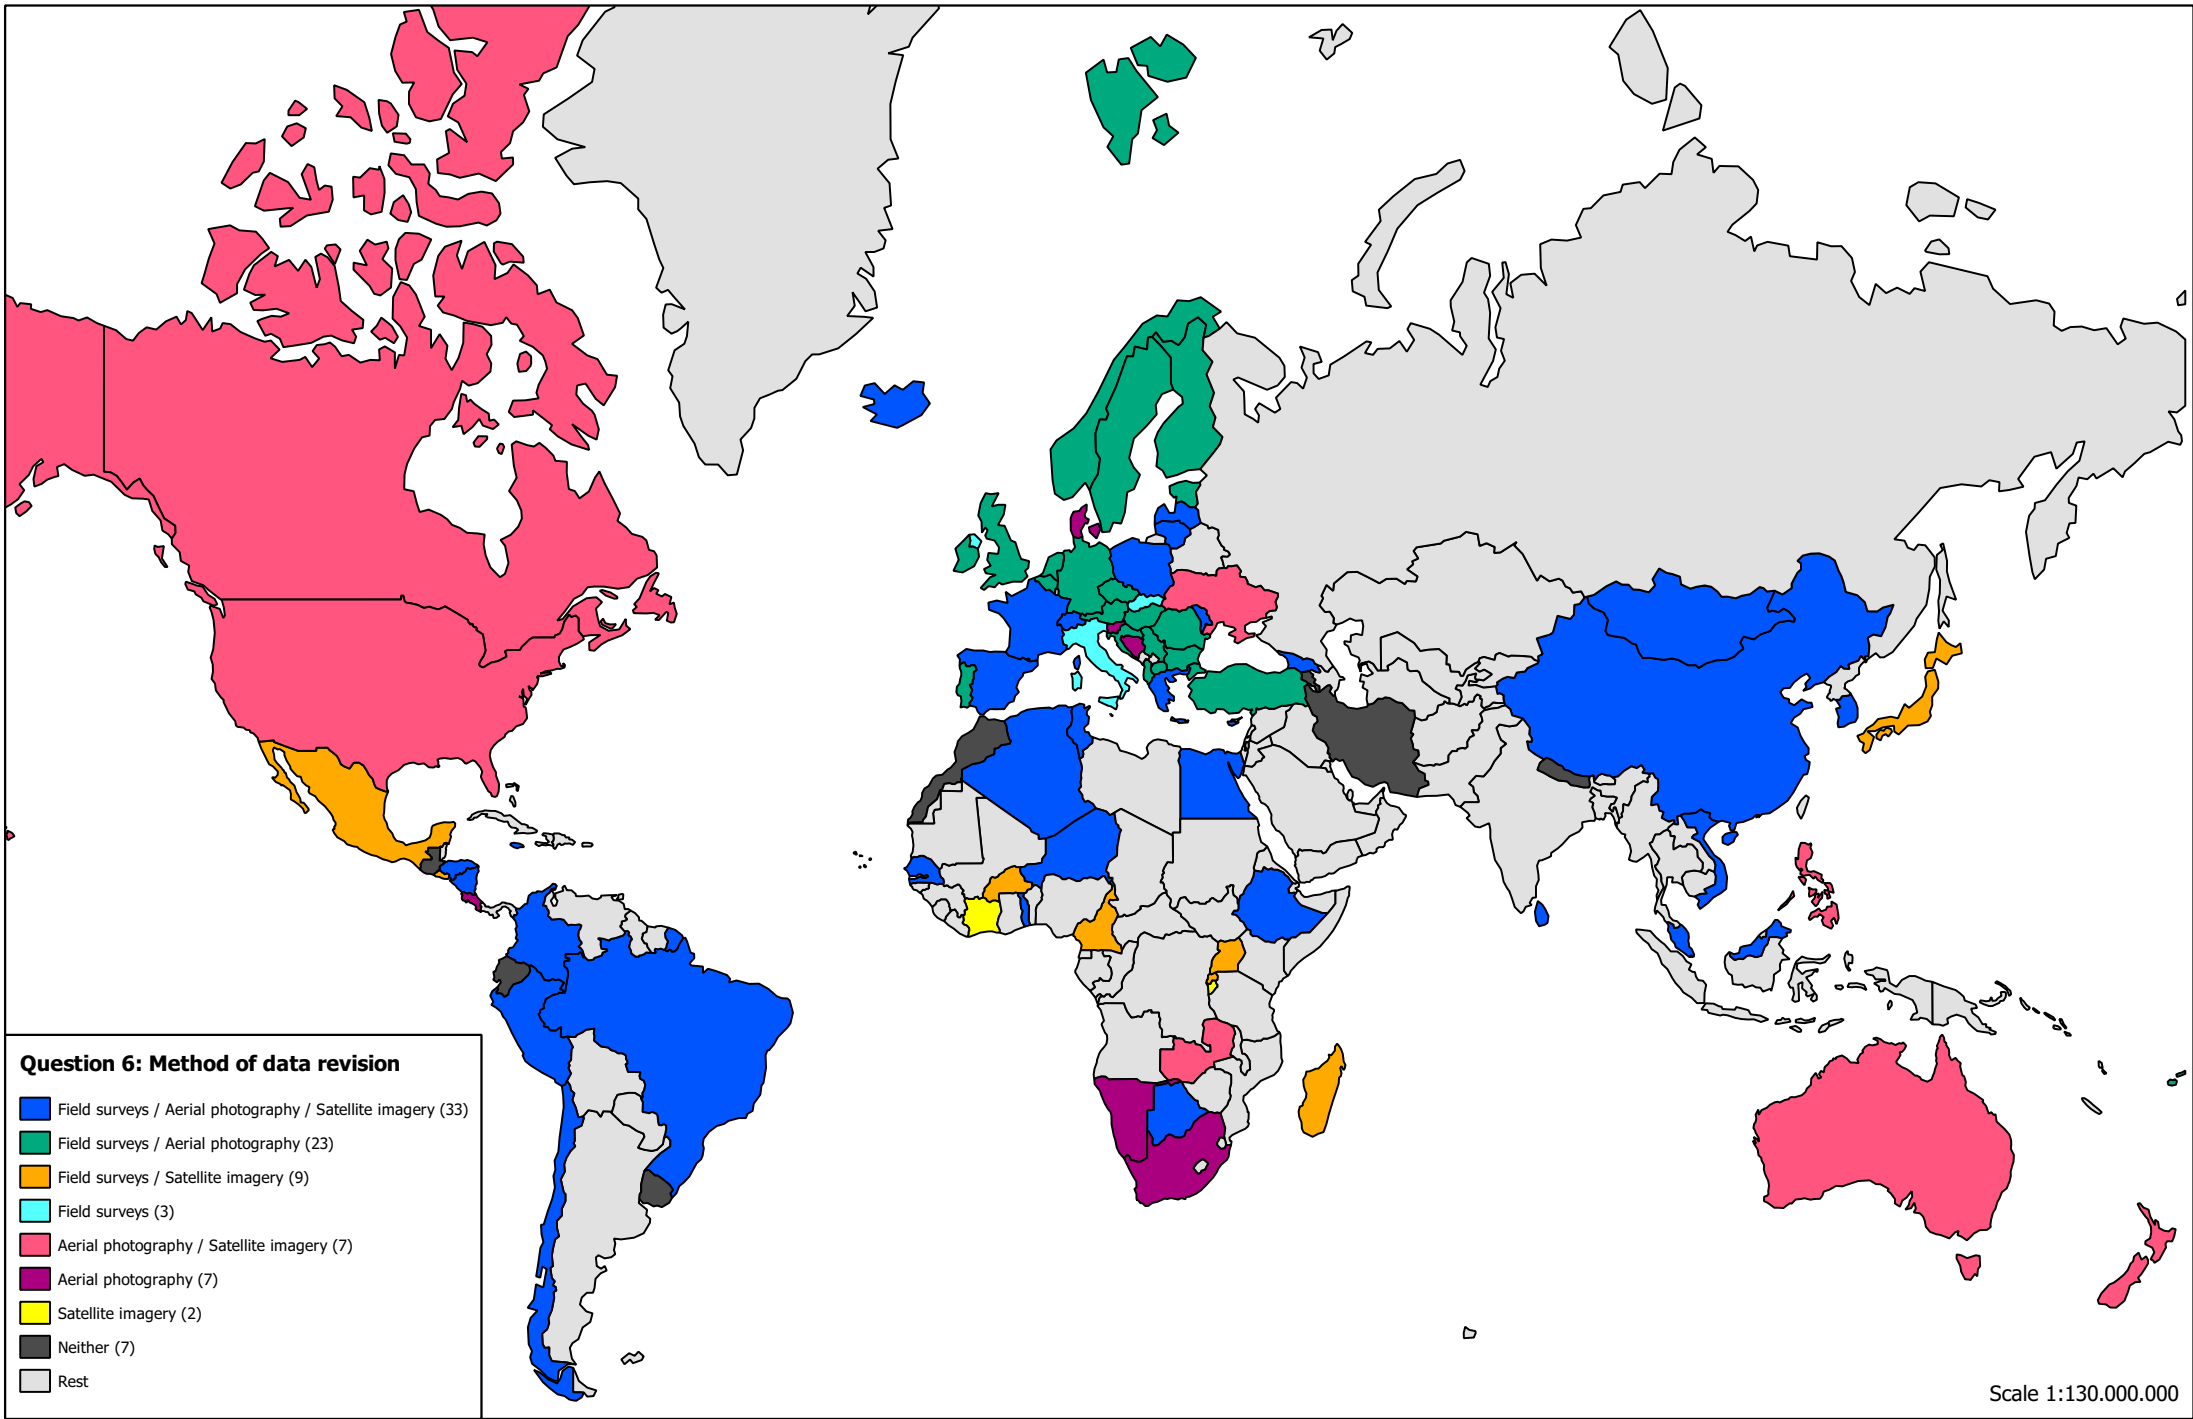 Question 6: Method of data revision
Field surveys / Aerial photography / Satellite imagery (33)
Field surveys / Aerial photography (23)
Field surveys / Satellite imagery (9)
Field surveys (3)
Aerial photography / Satellite imagery (7)
Aerial photography (7)
Satellite imagery (2)
Neither (7)
Rest
Scale 1:130.000.000